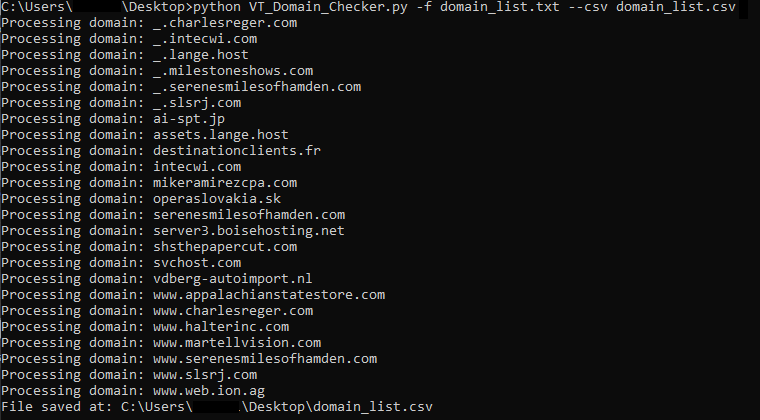 C:\Users\ \Desktop>python VT_Domain_Checker.py -f domain_list.txt --csv domain_list.csv
Processing domain: _.charlesreger.com
Processing domain: _.intecwi.com
Processing domain: _.lange.host
Processing domain: _.milestoneshows.com
Processing domain: _.serenesmilesofhamden.com
Processing domain: _.slsrj.com
Processing domain: ai-spt.jp
Processing domain: assets.lange.host
Processing domain: destinationclients.fr
Processing domain: intecwi.com
Processing domain: mikeramirezcpa.com
Processing domain: operaslovakia.sk
Processing domain: serenesmilesofhamden.com
Processing domain: server3.boisehosting.net
Processing domain: shsthepapercut.com
Processing domain: svchost.com
Processing domain: vdberg-autoimport.nl
Processing domain: www.appalachianstatestore.com
Processing domain: www.charlesreger.com
Processing domain: www.halterinc.com
Processing domain: www.martellvision.com
Processing domain: www.serenesmilesofhamden.com
Processing domain: www.slsrj.com
Processing domain: www.web.ion.ag
File saved at: C:\Users\ \Desktop\domain_list.csv